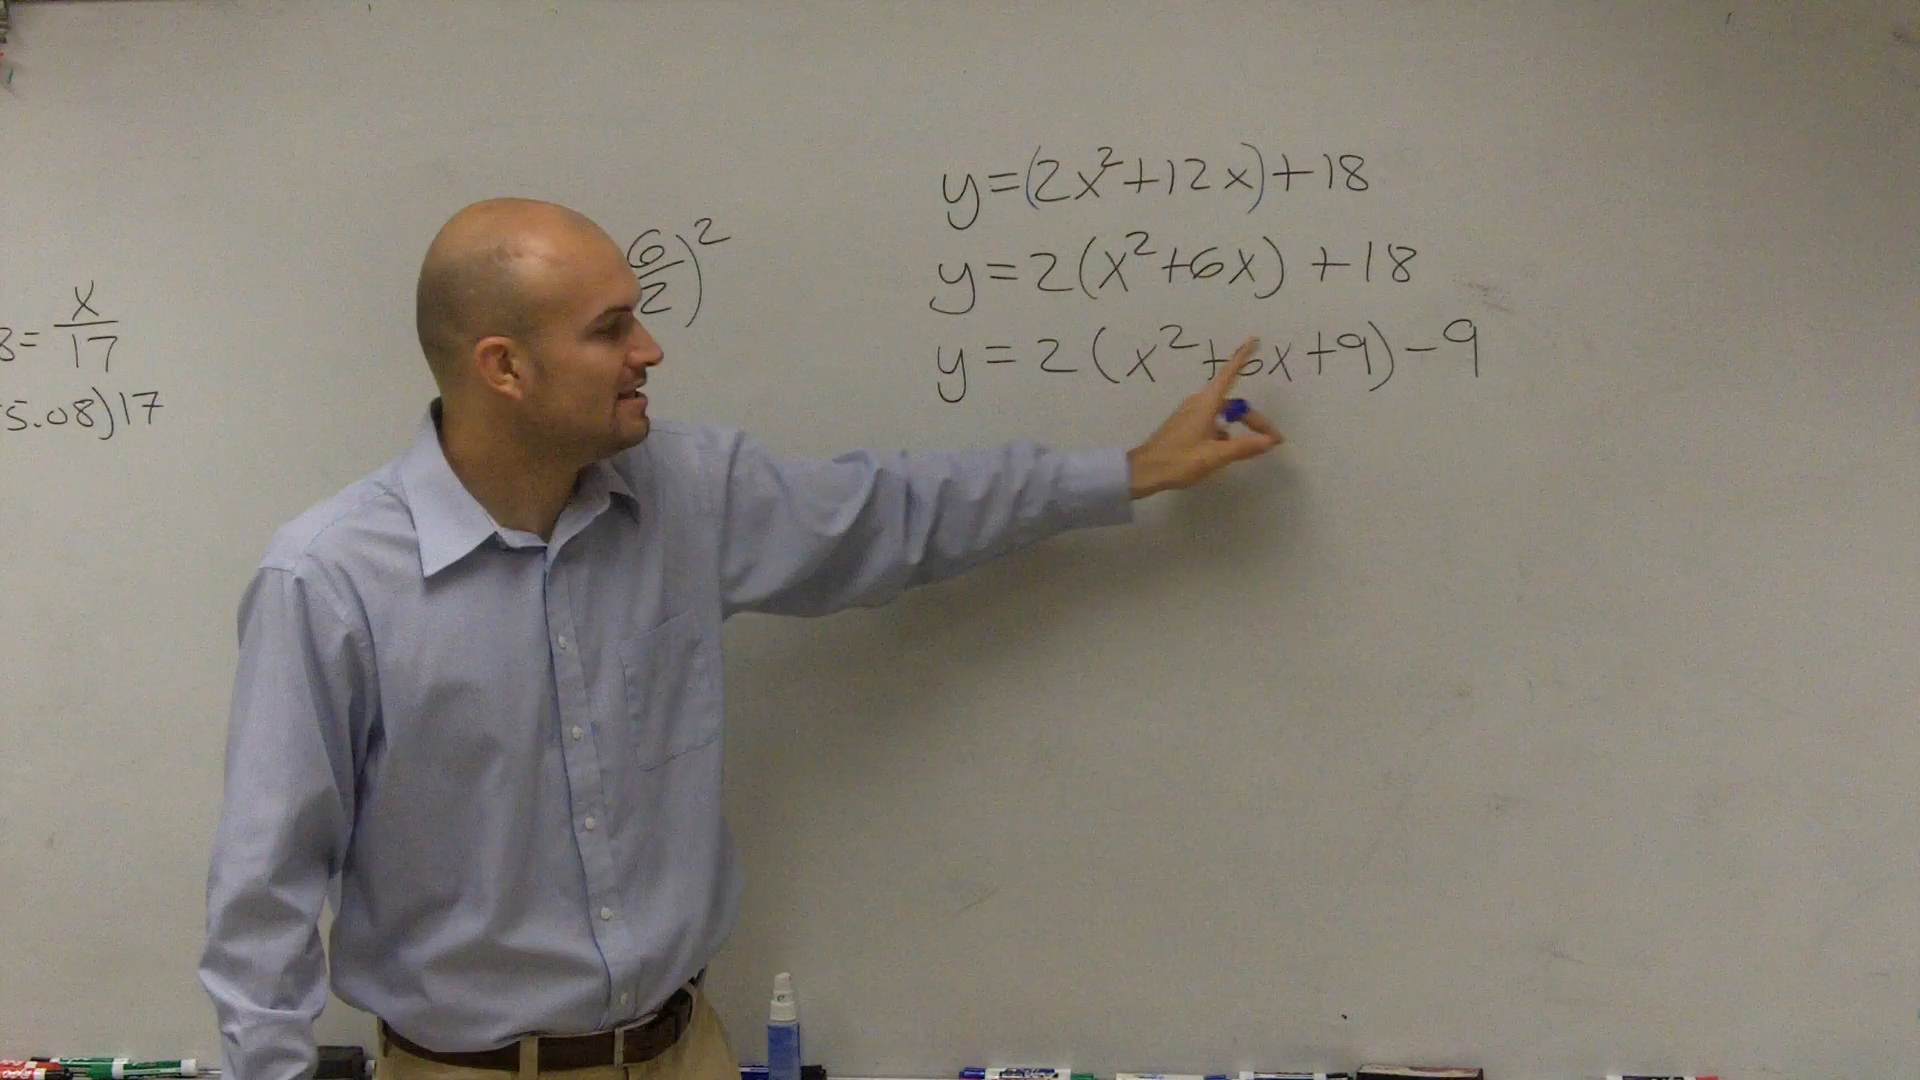 8=x/17
5.08)17
6/2)²
y=(2x²+12x)+18
y=2(x²+6x)+18
y=2(x²+6x+9)-9